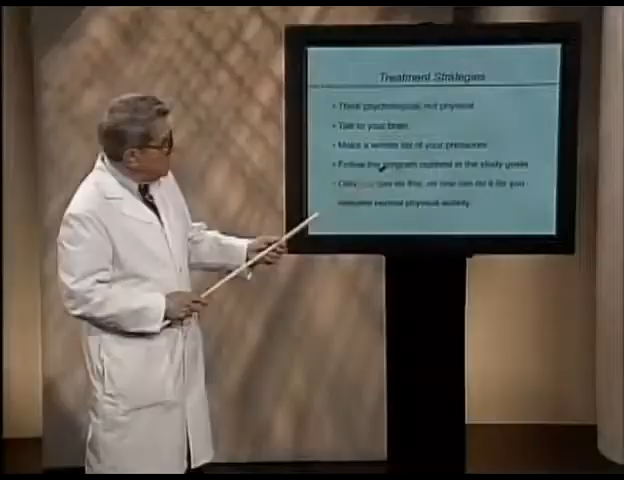 Treatment Strategies
• Think psychological, not physical
• Talk to your brain
• Make a written list of your pressures
• Follow the program outlined in the study guide
• Only you can do this, no one can do it for you
• Resume normal physical activity